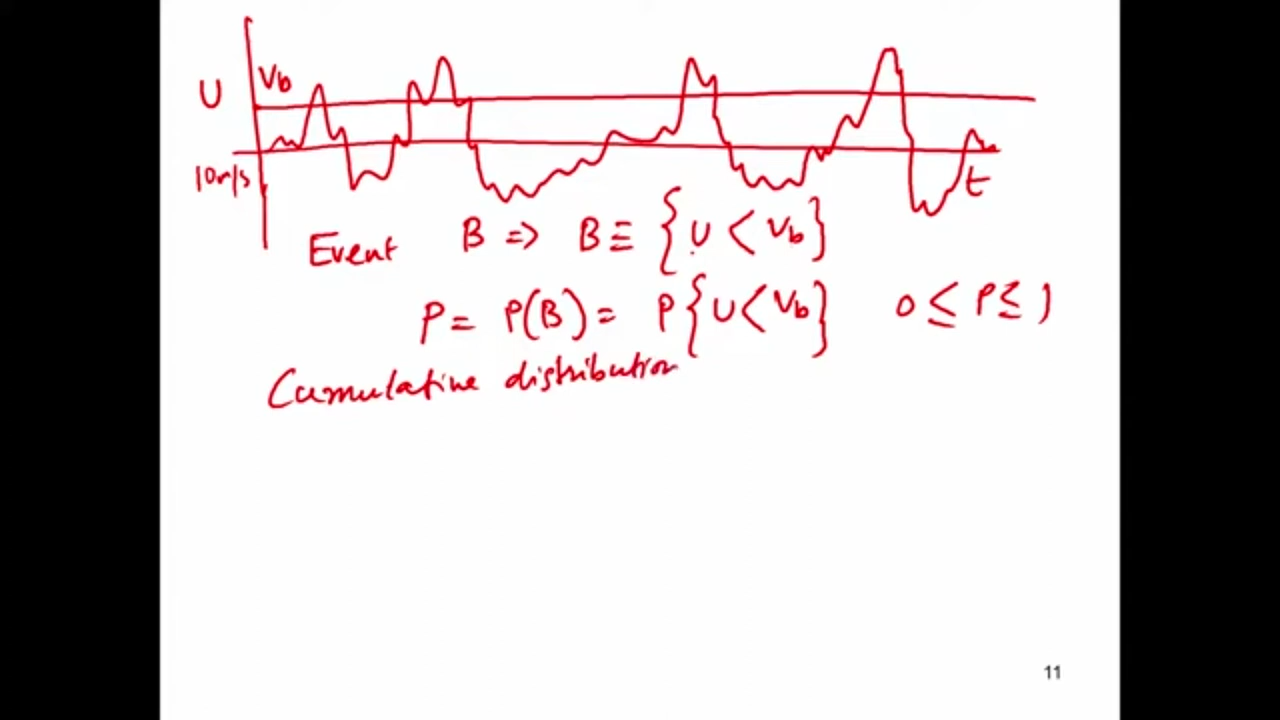 U
Vb
10m/s
t
Event B => B ≡ {U < Vb}
P = P(B) = P{U < Vb} 0 ≤ P ≤ 1
Cumulative distribution
11